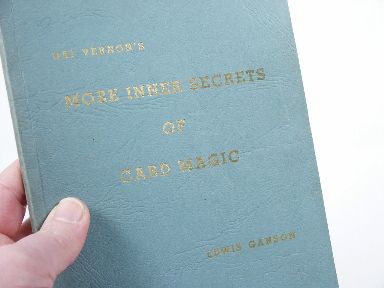 DAI VERNON'S
MORE INNER SECRETS
OF
CARD MAGIC
LEWIS GANSON